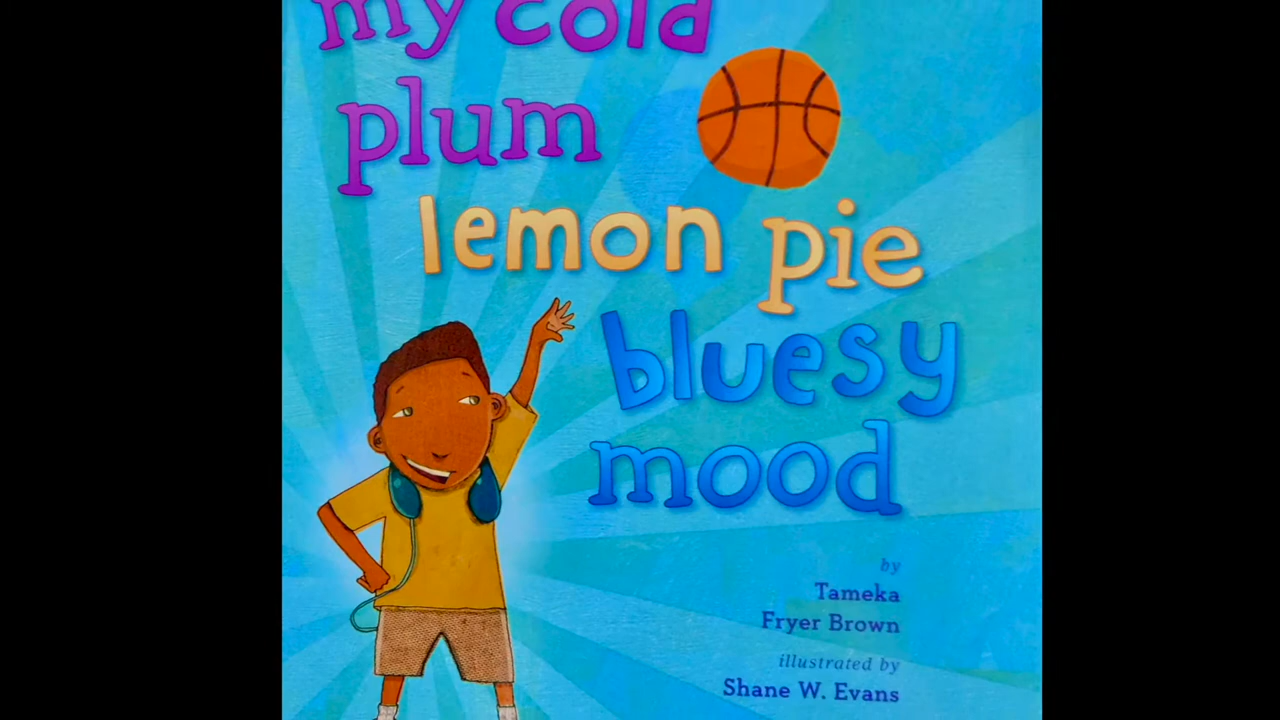 my cold
plum
lemon pie
bluesy
mood
by
Tameka
Fryer Brown
illustrated by
Shane W. Evans